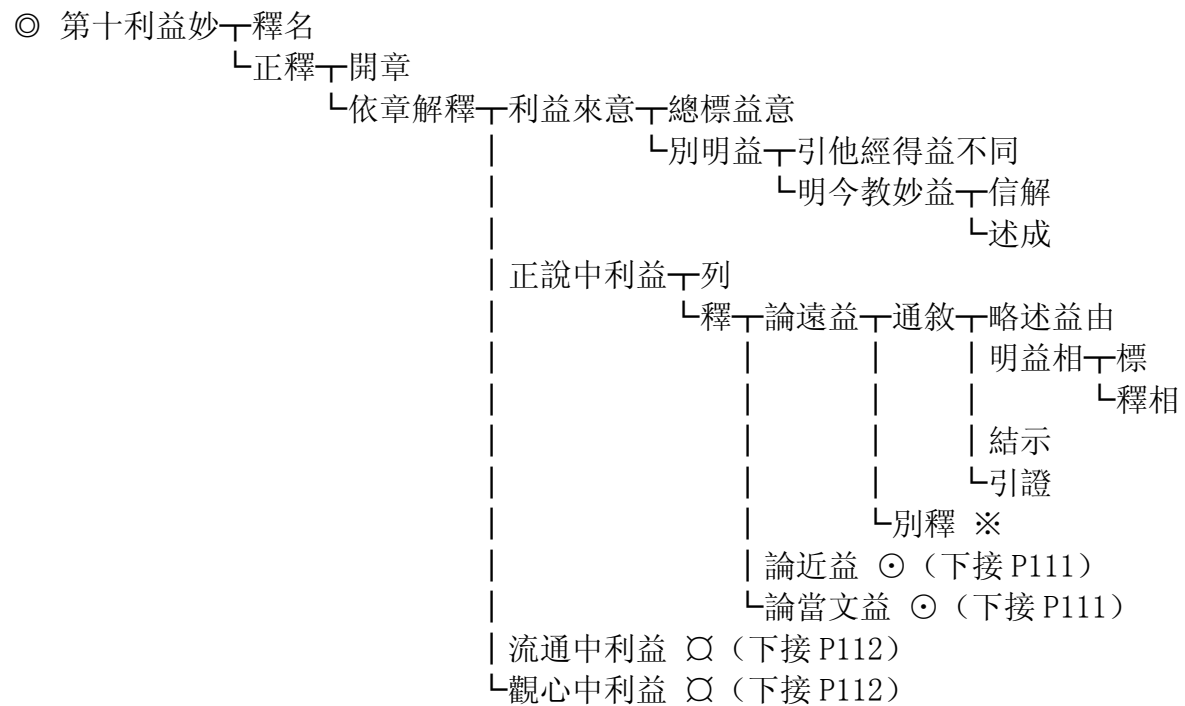 ◎ 第十利益妙┬釋名
└正釋┬開章
└依章解釋┬利益來意┬總標益意
│ └別明益┬引他經得益不同
│ └明今教妙益┬信解
│ └述成
│正說中利益┬列
│ └釋┬論遠益┬通敘┬略述益由
│ │ │ │明益相┬標
│ │ │ │ └釋相
│ │ │ │結示
│ │ │ └引證
│ │ └別釋 ※
│ │論近益 ⊙（下接 P111）
│ └論當文益 ⊙（下接 P111）
│流通中利益 ¤（下接 P112）
└觀心中利益 ¤（下接 P112）